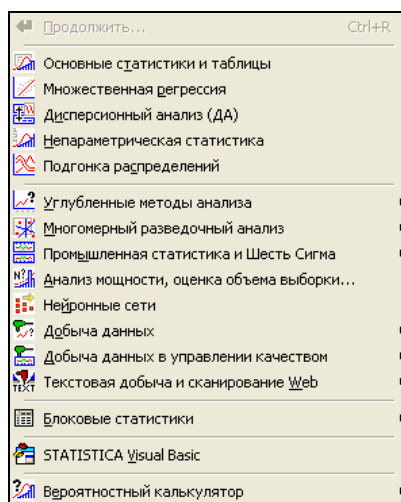 Продолжить... Ctrl+R
Основные статистики и таблицы
Множественная регрессия
Дисперсионный анализ (ДА)
Непараметрическая статистика
Подгонка распределений
Углубленные методы анализа
Многомерный разведочный анализ
Промышленная статистика и Шесть Сигма
Анализ мощности, оценка объема выборки...
Нейронные сети
Добыча данных
Добыча данных в управлении качеством
Текстовая добыча и сканирование Web
Блоковые статистики
STATISTICA Visual Basic
Вероятностный калькулятор